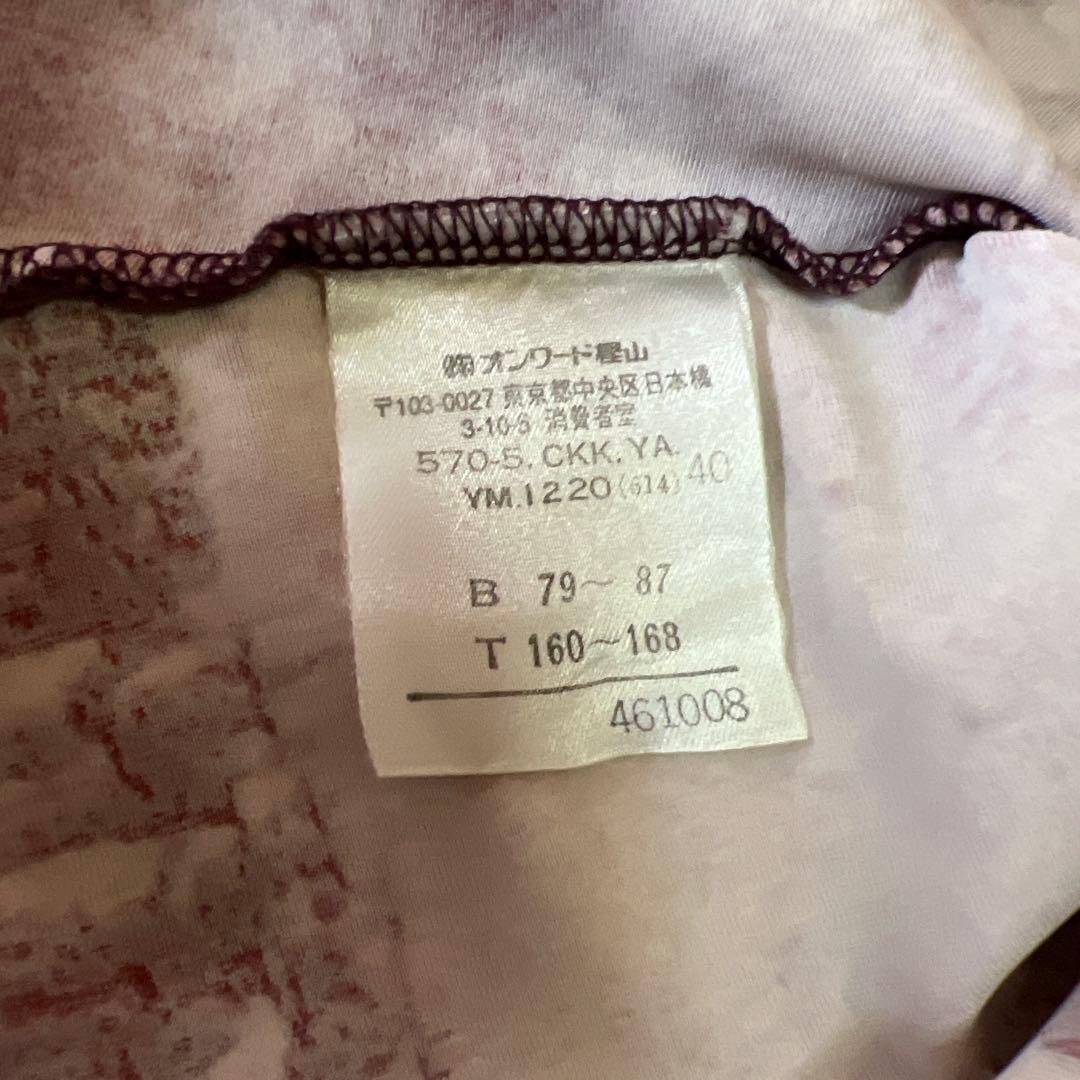 ㈱オンワード樫山
〒103-0027 東京都中央区日本橋
3-10-5 消費者室
570-5. CKK. YA.
YM.1220(614)40
B 79〜 87
T 160〜168
461008